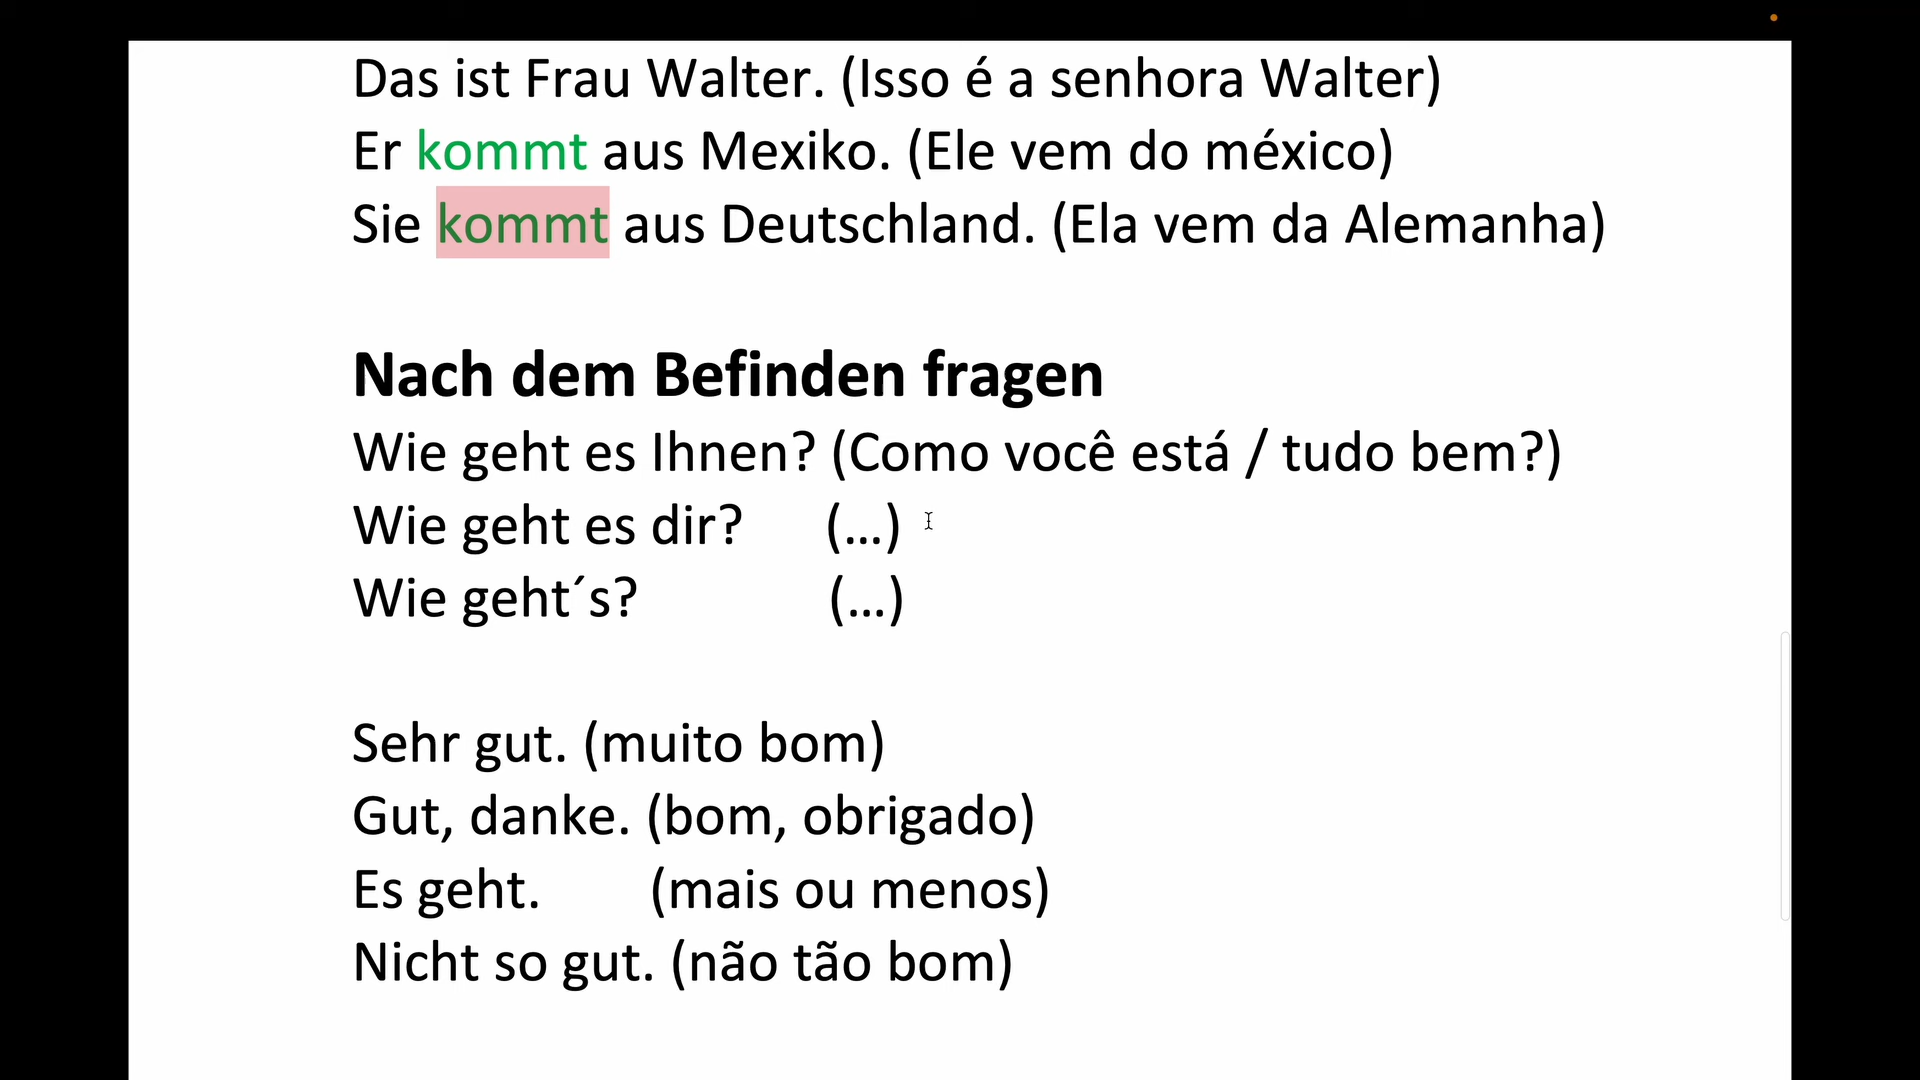 Das ist Frau Walter. (Isso é a senhora Walter)
Er kommt aus Mexiko. (Ele vem do méxico)
Sie kommt aus Deutschland. (Ela vem da Alemanha)
Nach dem Befinden fragen
Wie geht es Ihnen? (Como você está / tudo bem?)
Wie geht es dir? (...)
Wie geht´s? (...)
Sehr gut. (muito bom)
Gut, danke. (bom, obrigado)
Es geht. (mais ou menos)
Nicht so gut. (não tão bom)